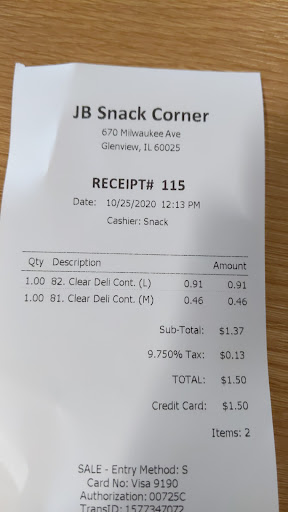 JB Snack Corner
670 Milwaukee Ave
Glenview, IL 60025
RECEIPT# 115
Date: 10/25/2020 12:13 PM
Cashier: Snack
Qty Description Amount
1.00 82. Clear Deli Cont. (L) 0.91 0.91
1.00 81. Clear Deli Cont. (M) 0.46 0.46
Sub-Total: $1.37
9.750% Tax: $0.13
TOTAL: $1.50
Credit Card: $1.50
Items: 2
SALE - Entry Method: S
Card No: Visa 9190
Authorization: 00725C
TransID: 1577347072